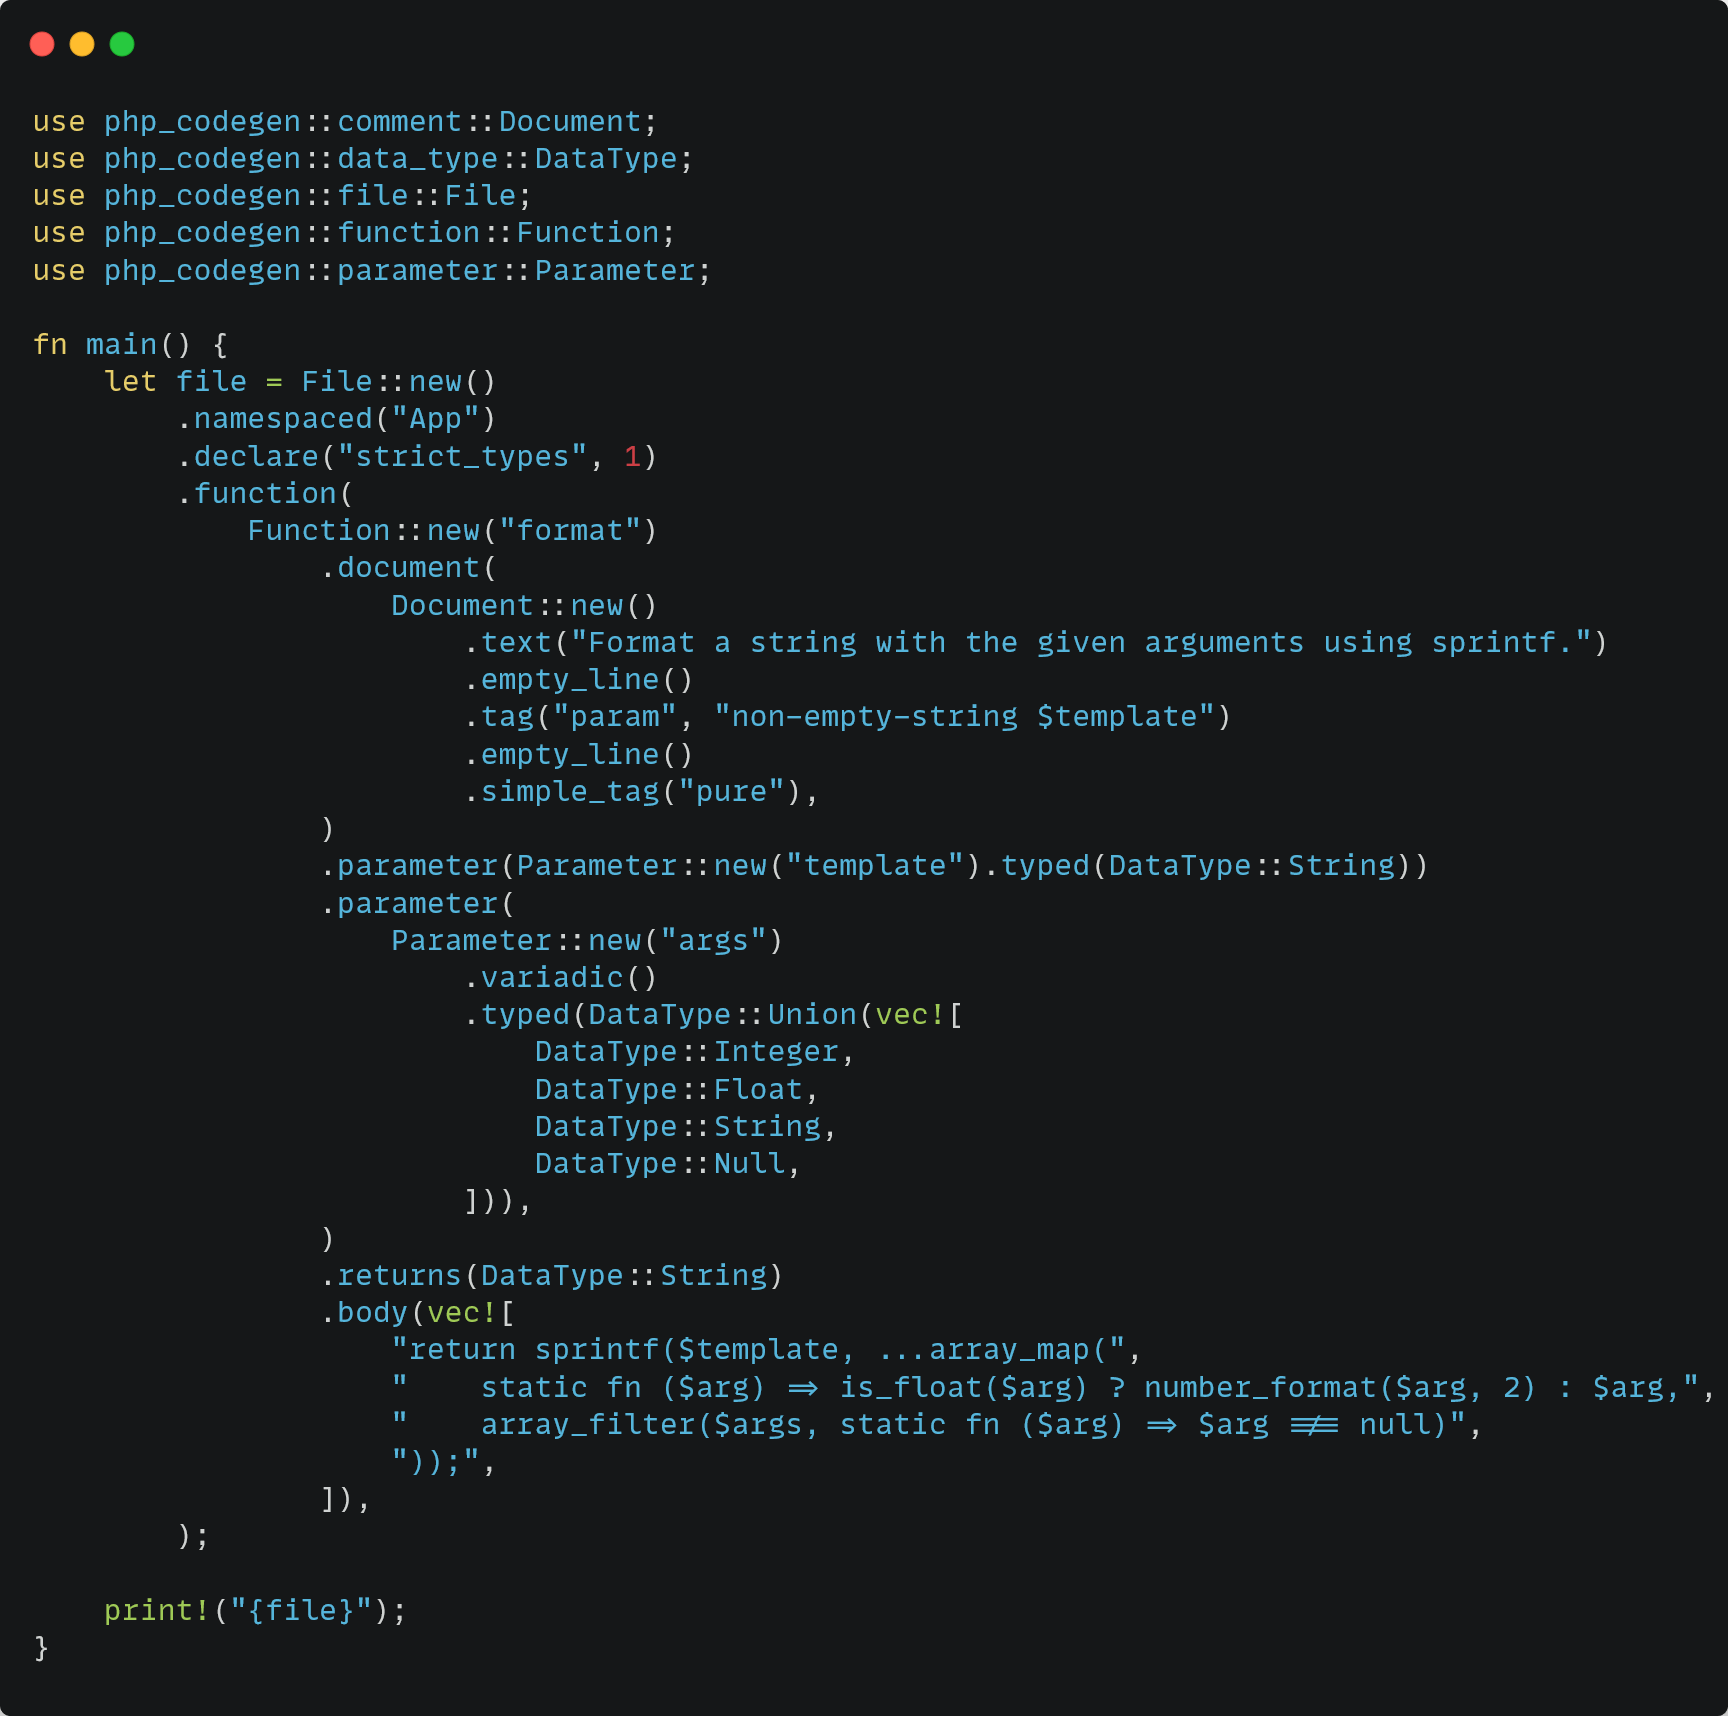 use php_codegen::comment::Document;
use php_codegen::data_type::DataType;
use php_codegen::file::File;
use php_codegen::function::Function;
use php_codegen::parameter::Parameter;

fn main() {
    let file = File::new()
        .namespaced("App")
        .declare("strict_types", 1)
        .function(
            Function::new("format")
                .document(
                    Document::new()
                        .text("Format a string with the given arguments using sprintf.")
                        .empty_line()
                        .tag("param", "non-empty-string $template")
                        .empty_line()
                        .simple_tag("pure"),
                )
                .parameter(Parameter::new("template").typed(DataType::String))
                .parameter(
                    Parameter::new("args")
                        .variadic()
                        .typed(DataType::Union(vec![
                            DataType::Integer,
                            DataType::Float,
                            DataType::String,
                            DataType::Null,
                        ])),
                )
                .returns(DataType::String)
                .body(vec![
                    "return sprintf($template, ...array_map(",
                    "    static fn ($arg) => is_float($arg) ? number_format($arg, 2) : $arg,",
                    "    array_filter($args, static fn ($arg) => $arg !== null)",
                    "));",
                ]),
        );

    print!("{file}");
}